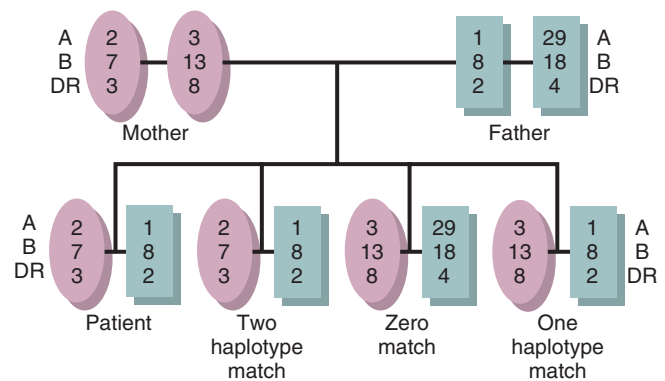 A 2 3 1 29 A
B 7 13 8 18 B
DR 3 8 2 4 DR
Mother Father
A 2 1 2 1 3 29 3 1 A
B 7 8 7 8 13 18 13 8 B
DR 3 2 3 2 8 4 8 2 DR
Patient Two Zero One
haplotype match haplotype
match match